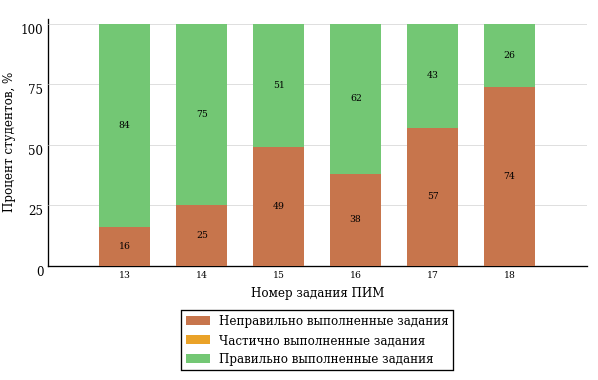 Процент студентов, %
100
75
50
25
0
84
75
51
62
43
26
16
25
49
38
57
74
13 14 15 16 17 18
Номер задания ПИМ
Неправильно выполненные задания
Частично выполненные задания
Правильно выполненные задания